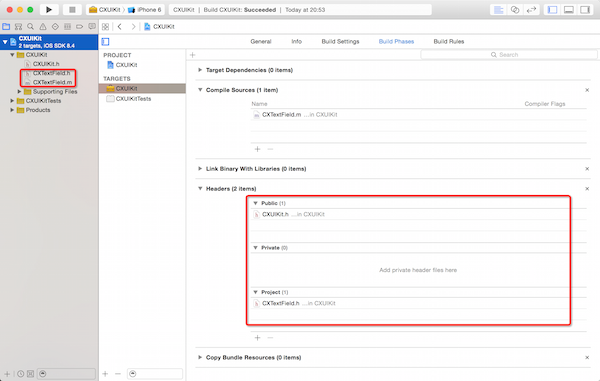 CXUIKit
iPhone 6
CXUIKit
Build CXUIKit: Succeeded
Today at 20:53
CXUIKit
2 targets, iOS SDK 8.4
CXUIKit
CXUIKit.h
CXTextField.h
CXTextField.m
Supporting Files
CXUIKitTests
Products
CXUIKit
General
Info
Build Settings
Build Phases
Build Rules
PROJECT
CXUIKit
TARGETS
CXUIKit
CXUIKitTests
Search
Target Dependencies (0 items)
Compile Sources (1 item)
Name
Compiler Flags
CXTextField.m ...in CXUIKit
Link Binary With Libraries (0 items)
Headers (2 items)
Public (1)
CXUIKit.h ...in CXUIKit
Private (0)
Add private header files here
Project (1)
CXTextField.h ...in CXUIKit
Copy Bundle Resources (0 items)